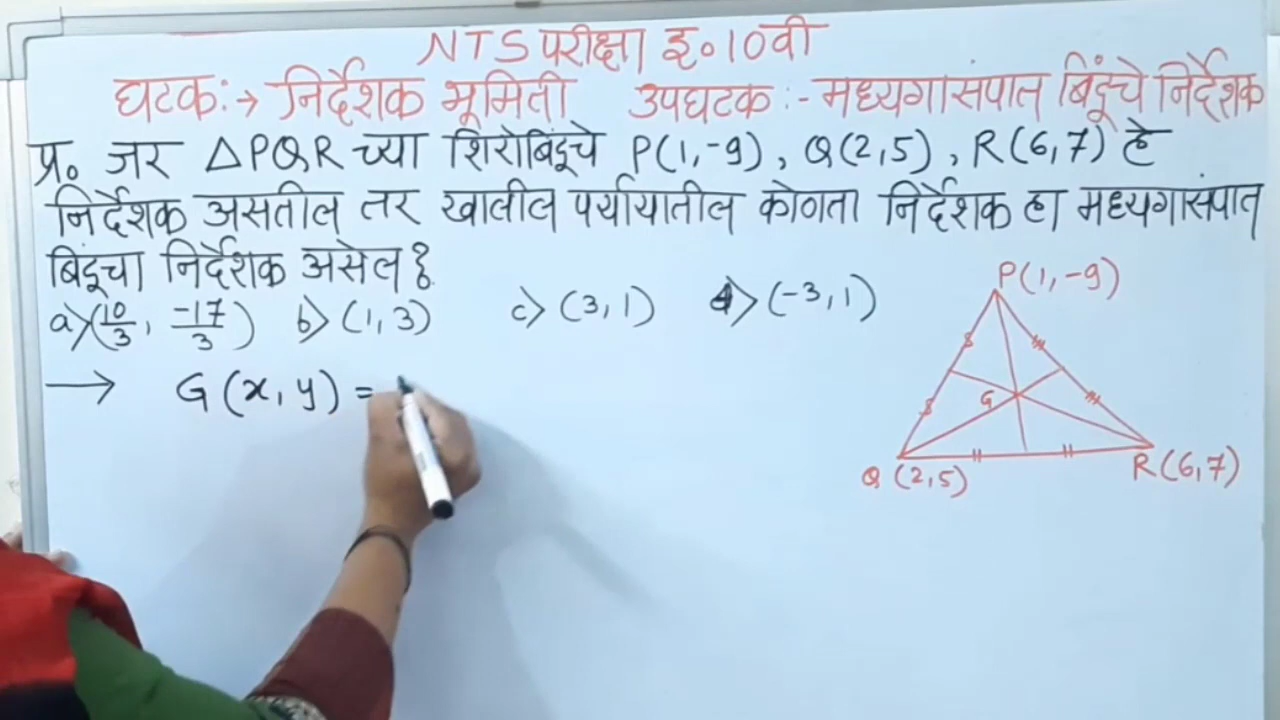 NTS परीक्षा इ०10वी
घटक:→ निर्देशक भूमिती उपघटक:- मध्यगासंपात बिंदूंचे निर्देशक
प्र० जर △PQR च्या शिरोबिंदूचे P(1,-9), Q(2,5), R(6,7) हे
निर्देशक असतील तर खालील पर्यायातील कोणता निर्देशक हा मध्यगासंपात
बिंदूचा निर्देशक असेल?
a) (10/3, -17/3) b) (1,3) c) (3,1) d) (-3,1)
→ G(x,y) =
P(1,-9)
G
Q (2,5)
R(6,7)